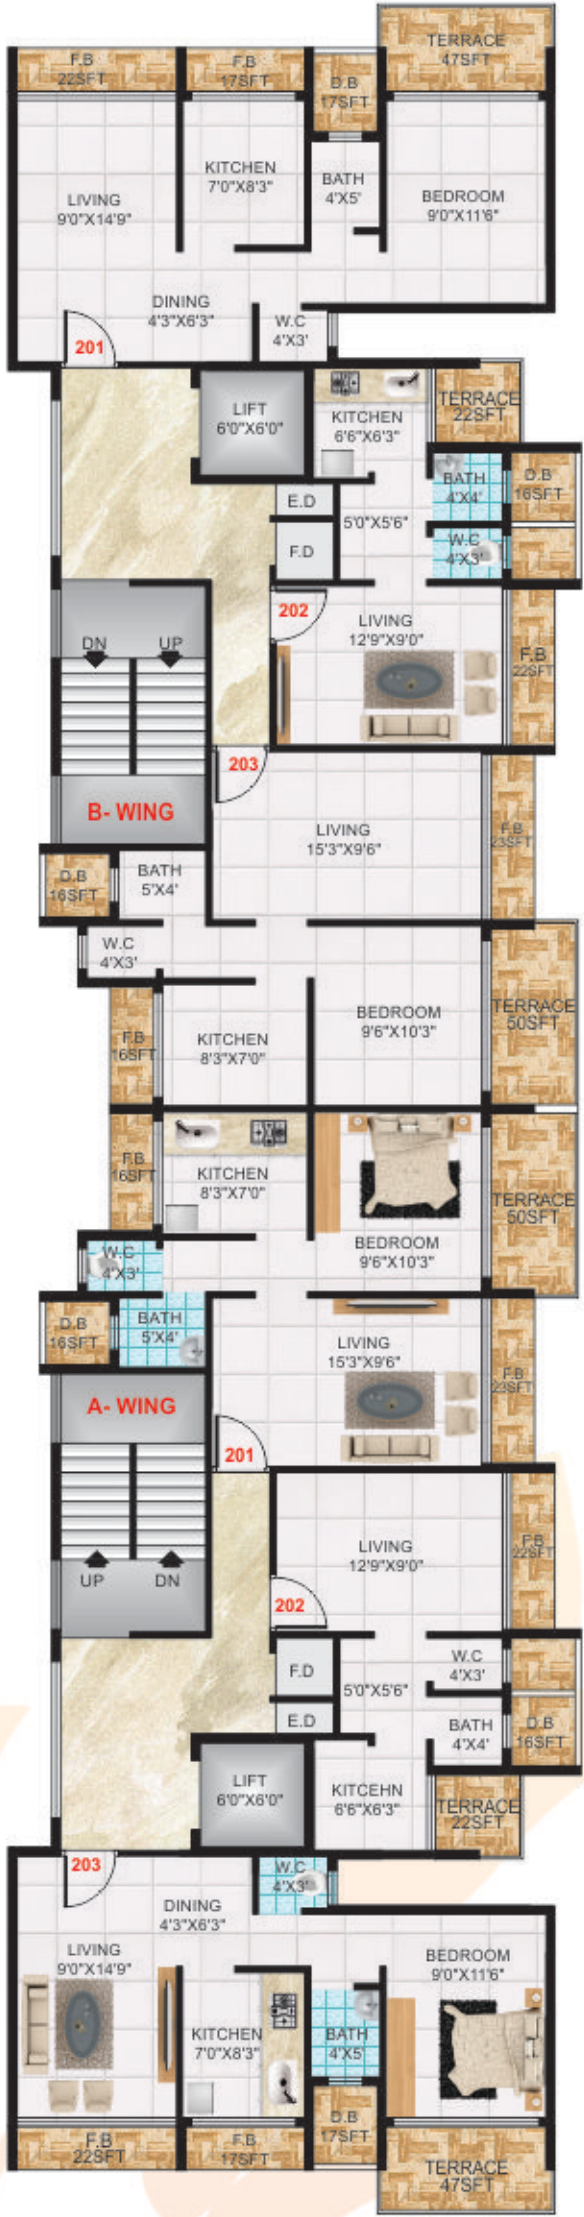 F.B
22SFT
F.B
17SFT
D.B
17SFT
TERRACE
47SFT
LIVING
9'0"X14'9"
KITCHEN
7'0"X8'3"
BATH
4'X5'
BEDROOM
9'0"X11'6"
DINING
4'3"X6'3"
W.C
4'X3'
201
LIFT
6'0"X6'0"
KITCHEN
6'6"X6'3"
TERRACE
22SFT
E.D
F.D
5'0"X5'6"
BATH
4'X4'
D.B
16SFT
W.C
4'X3'
202
LIVING
12'9"X9'0"
F.B
22SFT
DN
UP
B- WING
203
LIVING
15'3"X9'6"
F.B
23SFT
D.B
16SFT
BATH
5'X4'
W.C
4'X3'
F.B
16SFT
KITCHEN
8'3"X7'0"
BEDROOM
9'6"X10'3"
TERRACE
50SFT
F.B
16SFT
KITCHEN
8'3"X7'0"
BEDROOM
9'6"X10'3"
TERRACE
50SFT
W.C
4'X3'
D.B
16SFT
BATH
5'X4'
LIVING
15'3"X9'6"
F.B
23SFT
A- WING
201
LIVING
12'9"X9'0"
F.B
22SFT
UP
DN
202
F.D
E.D
5'0"X5'6"
W.C
4'X3'
BATH
4'X4'
D.B
16SFT
LIFT
6'0"X6'0"
KITCEHN
6'6"X6'3"
TERRACE
22SFT
203
W.C
4'X3'
DINING
4'3"X6'3"
LIVING
9'0"X14'9"
KITCHEN
7'0"X8'3"
BATH
4'X5'
BEDROOM
9'0"X11'6"
F.B
22SFT
F.B
17SFT
D.B
17SFT
TERRACE
47SFT